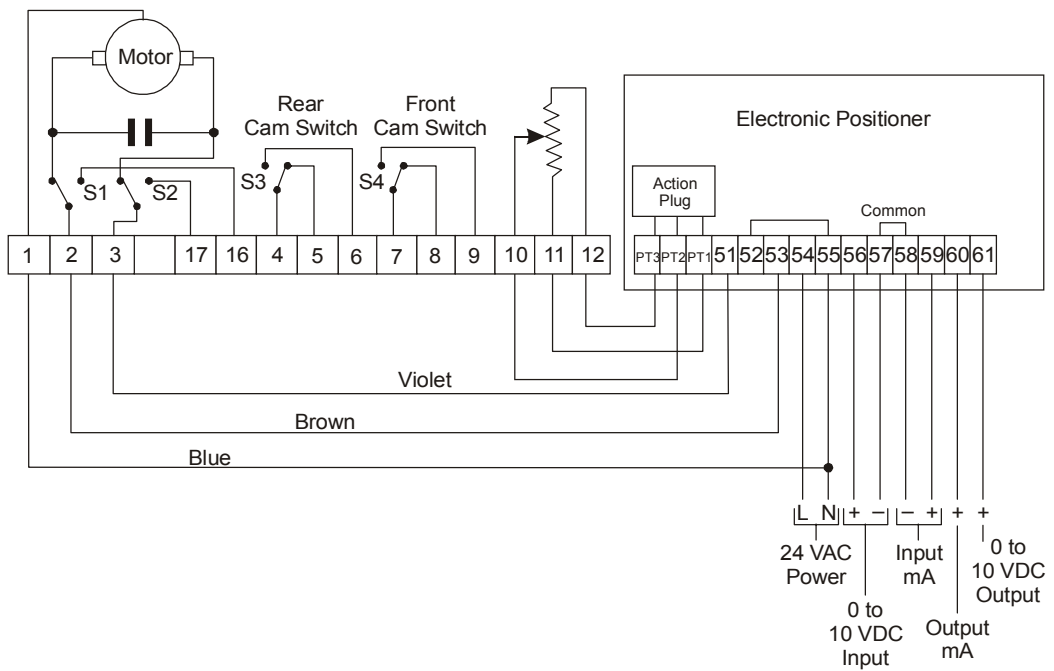 Motor
Rear
Cam Switch
Front
Cam Switch
Electronic Positioner
Action
Plug
Common
S1
S2
S3
S4
1 2 3 17 16 4 5 6 7 8 9 10 11 12
PT3 PT2 PT1 51 52 53 54 55 56 57 58 59 60 61
Violet
Brown
Blue
L N + – – + + +
24 VAC
Power
0 to
10 VDC
Input
Input
mA
Output
mA
0 to
10 VDC
Output